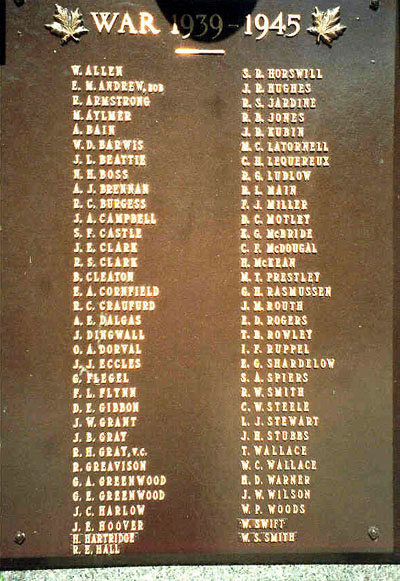 WAR 1939-1945
W. ALLEN
E. M. ANDREW, BOB
E. ARMSTRONG
M. AYLMER
A. BAIN
W. D. BARWIS
J. L. BEATTIE
N. H. BOSS
A. J. BRENNAN
R. C. BURGESS
J. A. CAMPBELL
S. F. CASTLE
J. E. CLARK
R. S. CLARK
B. CLEATON
E. A. CORNFIELD
R. C. CRAUFURD
A. E. DALGAS
J. DINGWALL
O. A. DORVAL
J. J. ECCLES
G. FLEGEL
F. L. FLYNN
D. E. GIBBON
J. W. GRANT
J. B. GRAY
R. H. GRAY, V.C.
R. GREAVISON
G. A. GREENWOOD
G. E. GREENWOOD
J. C. HARLOW
J. E. HOOVER
H. HARTRIDGE
R. E. HALL
S. R. HORSWILL
J. R. HUGHES
R. S. JARDINE
R. B. JONES
J. R. KUBIN
M. C. LATORNELL
C. H. LEQUEREUX
R. G. LUDLOW
B. L. MAIN
F. J. MILLER
D. C. MOTLEY
K. G. McBRIDE
C. F. McDOUGAL
H. McKEAN
M. T. PRESTLEY
G. H. RASMUSSEN
J. M. ROUTH
E. D. ROGERS
T. B. ROWLEY
I. F. RUPPEL
E. G. SHARDELOW
S. A. SPIERS
R. W. SMITH
C. W. STEELE
L. J. STEWART
J. H. STUBBS
T. WALLACE
W. C. WALLACE
H. D. WARNER
J. W. WILSON
W. P. WOODS
W. SWIFT
W. S. SMITH